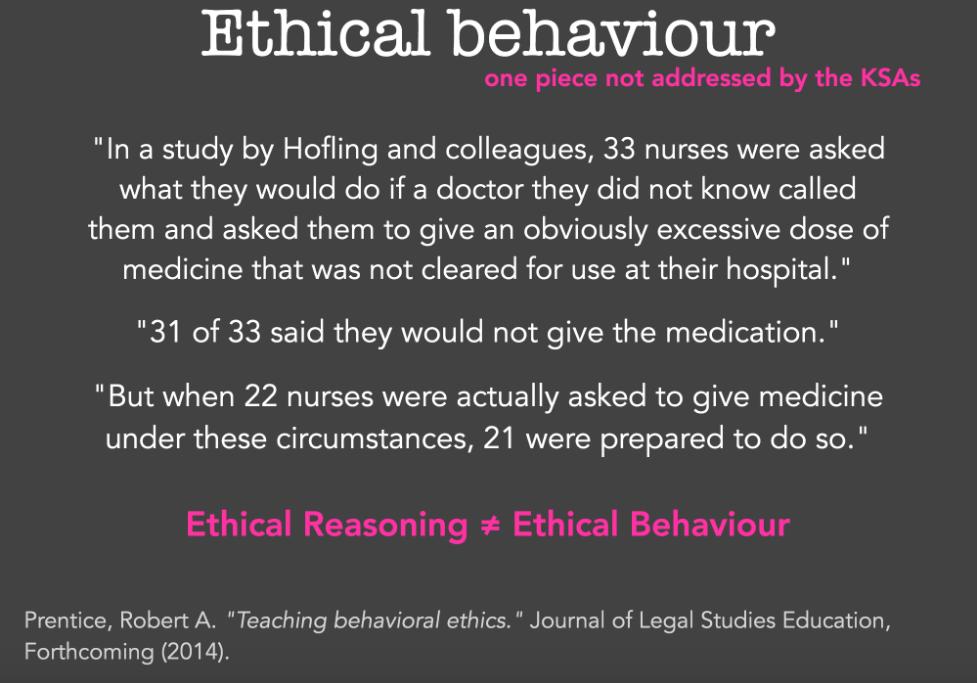 Ethical behaviour
one piece not addressed by the KSAs
"In a study by Hofling and colleagues, 33 nurses were asked
what they would do if a doctor they did not know called
them and asked them to give an obviously excessive dose of
medicine that was not cleared for use at their hospital."
"31 of 33 said they would not give the medication."
"But when 22 nurses were actually asked to give medicine
under these circumstances, 21 were prepared to do so."
Ethical Reasoning ≠ Ethical Behaviour
Prentice, Robert A. "Teaching behavioral ethics." Journal of Legal Studies Education,
Forthcoming (2014).